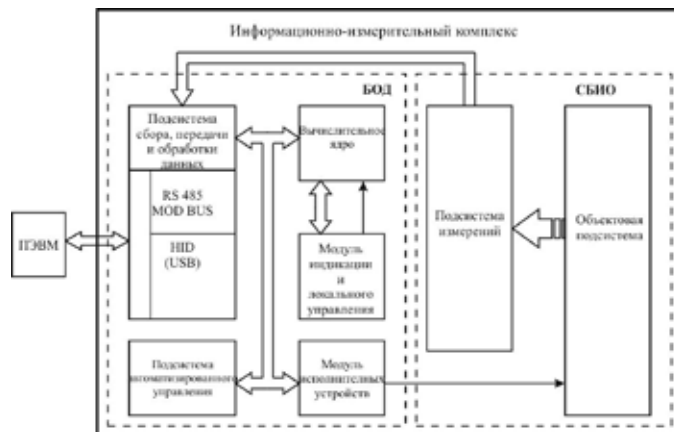 Информационно-измерительный комплекс
БОД
СБИО
Подсистема
сбора, передачи
и обработки
данных
Вычислительное
ядро
RS 485
MOD BUS
HID
(USB)
ПЭВМ
Модуль
индикации
и
локального
управления
Подсистема
измерений
Объектовая
подсистема
Подсистема
автоматизированного
управления
Модуль
исполнительных
устройств